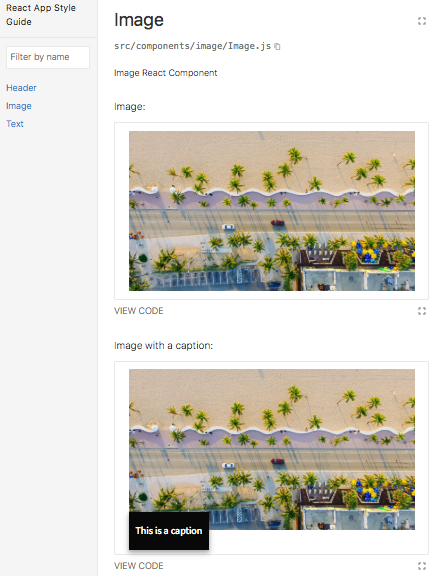 React App Style
Guide
Filter by name
Header
Image
Text
Image
src/components/image/Image.js
Image React Component
Image:
VIEW CODE
Image with a caption:
This is a caption
VIEW CODE